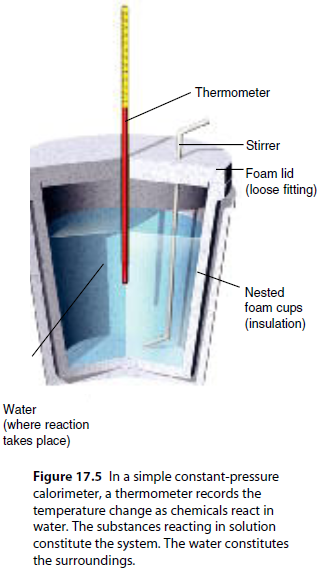 Thermometer
Stirrer
Foam lid
(loose fitting)
Nested
foam cups
(insulation)
Water
(where reaction
takes place)
Figure 17.5 In a simple constant-pressure
calorimeter, a thermometer records the
temperature change as chemicals react in
water. The substances reacting in solution
constitute the system. The water constitutes
the surroundings.